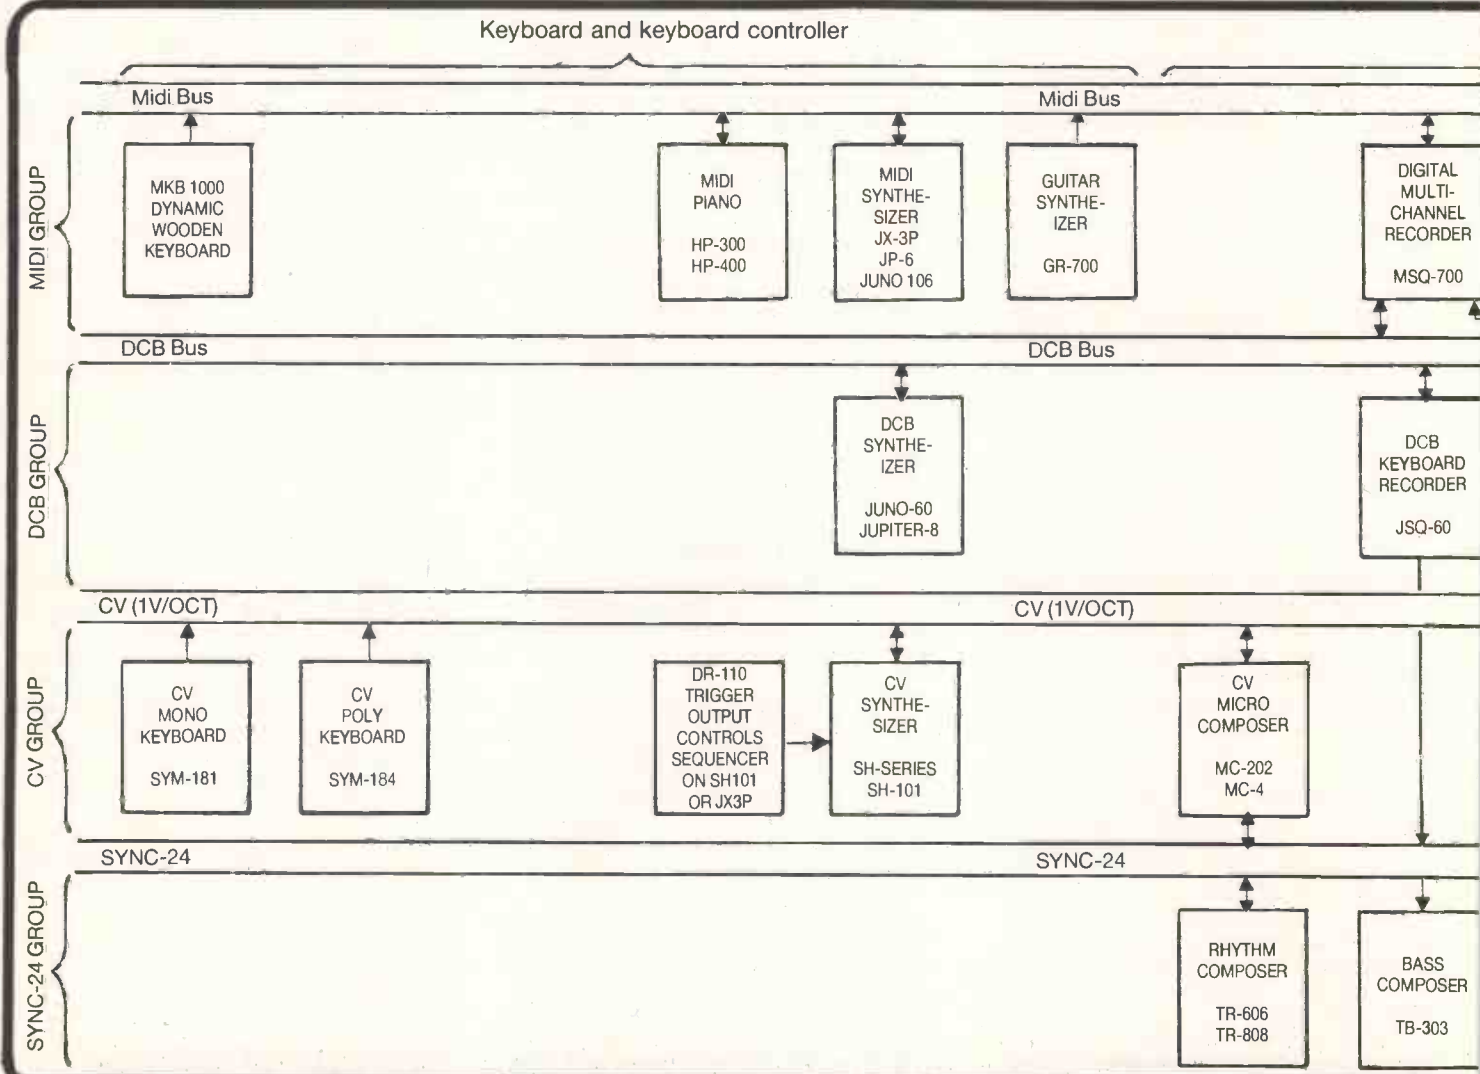 Keyboard and keyboard controller
Midi Bus
Midi Bus
MIDI GROUP
MKB 1000
DYNAMIC
WOODEN
KEYBOARD
MIDI
PIANO
HP-300
HP-400
MIDI
SYNTHE-
SIZER
JX-3P
JP-6
JUNO 106
GUITAR
SYNTHE-
IZER
GR-700
DIGITAL
MULTI-
CHANNEL
RECORDER
MSQ-700
DCB Bus
DCB Bus
DCB GROUP
DCB
SYNTHE-
IZER
JUNO-60
JUPITER-8
DCB
KEYBOARD
RECORDER
JSQ-60
CV (1V/OCT)
CV (1V/OCT)
CV GROUP
CV
MONO
KEYBOARD
SYM-181
CV
POLY
KEYBOARD
SYM-184
DR-110
TRIGGER
OUTPUT
CONTROLS
SEQUENCER
ON SH101
OR JX3P
CV
SYNTHE-
SIZER
SH-SERIES
SH-101
CV
MICRO
COMPOSER
MC-202
MC-4
SYNC-24
SYNC-24
SYNC-24 GROUP
RHYTHM
COMPOSER
TR-606
TR-808
BASS
COMPOSER
TB-303